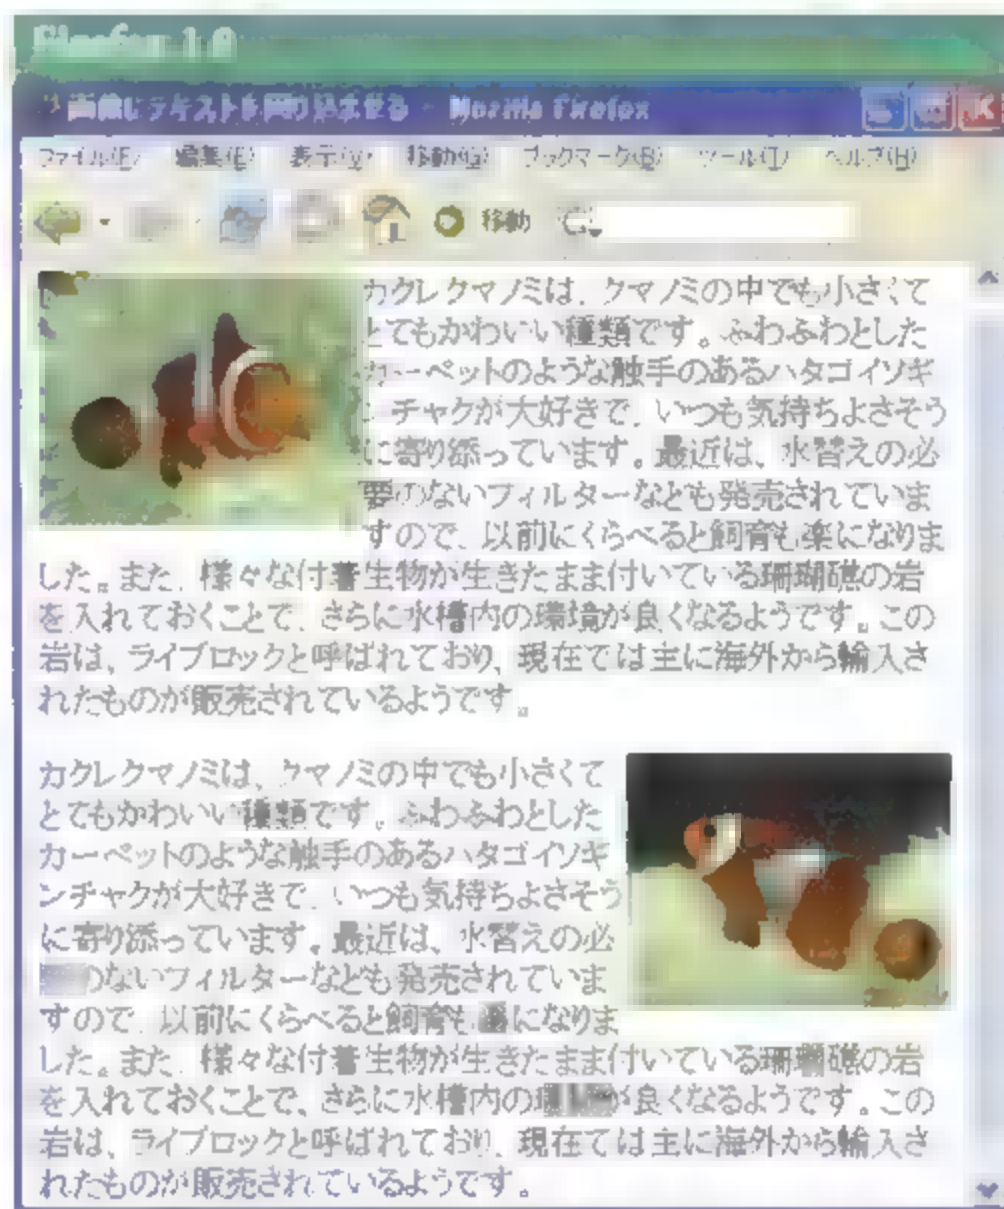 Firefox 1.0
画像にテキストを回り込ませる - Mozilla Firefox
ファイル(F) 編集(E) 表示(V) 移動(G) ブックマーク(B) ツール(T) ヘルプ(H)
移動
カクレクマノミは、クマノミの中でも小さくて
とてもかわいい種類です。ふわふわとした
カーペットのような触手のあるハタゴイソギ
ンチャクが大好きで、いつも気持ちよさそう
に寄り添っています。最近は、水替えの必
要のないフィルターなども発売されていま
すので、以前にくらべると飼育も楽になりま
した。また、様々な付着生物が生きたまま付いている珊瑚礁の岩
を入れておくことで、さらに水槽内の環境が良くなるようです。この
岩は、ライブロックと呼ばれており、現在では主に海外から輸入さ
れたものが販売されているようです。
カクレクマノミは、クマノミの中でも小さくて
とてもかわいい種類です。ふわふわとした
カーペットのような触手のあるハタゴイソギ
ンチャクが大好きで、いつも気持ちよさそう
に寄り添っています。最近は、水替えの必
のないフィルターなども発売されていま
すので、以前にくらべると飼育も楽になりま
した。また、様々な付着生物が生きたまま付いている珊瑚礁の岩
を入れておくことで、さらに水槽内の が良くなるようです。この
岩は、ライブロックと呼ばれており、現在では主に海外から輸入さ
れたものが販売されているようです。